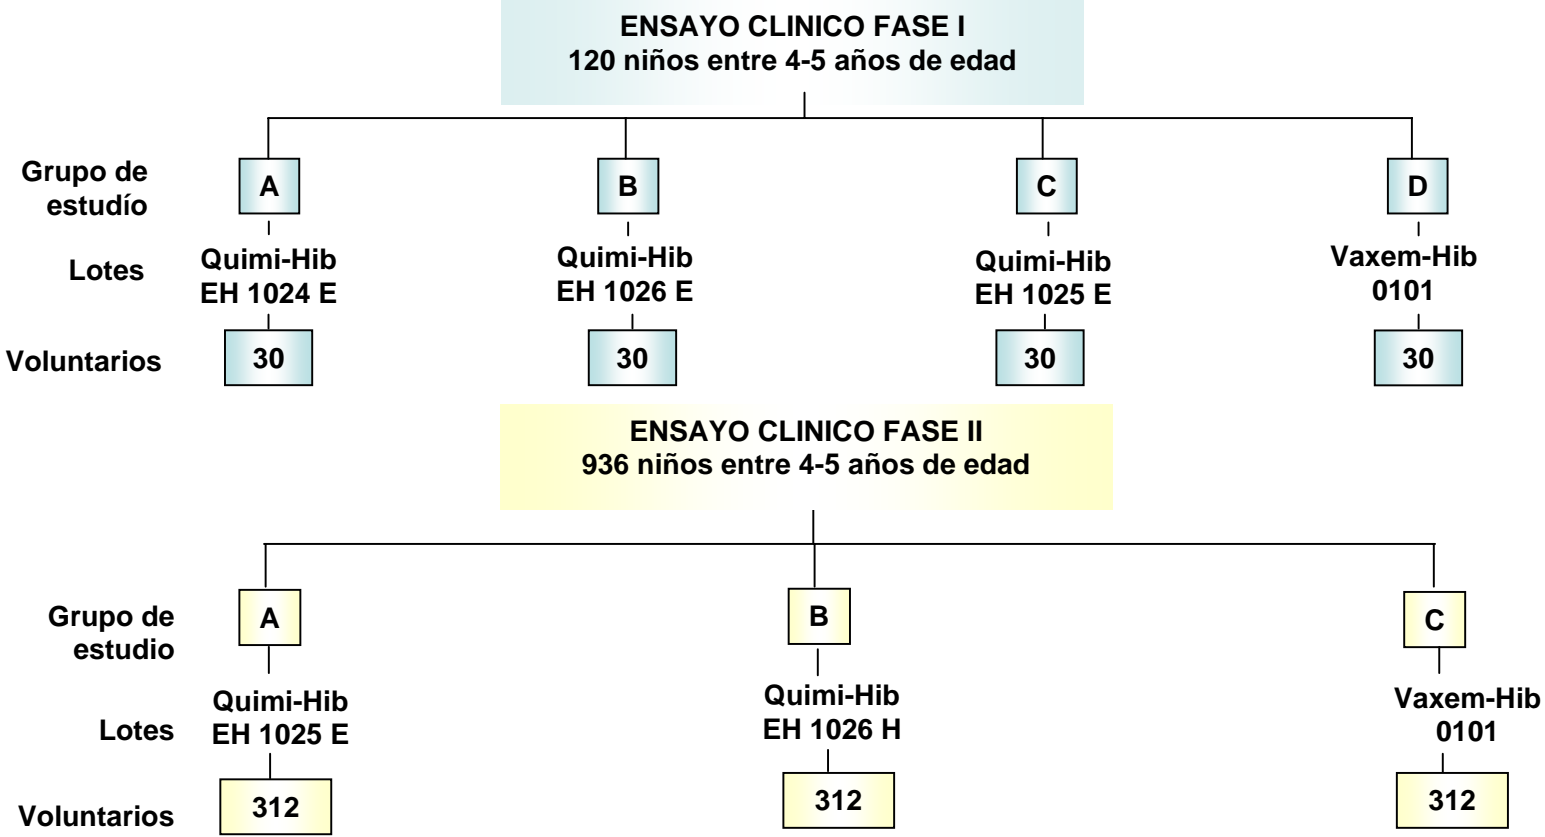 ENSAYO CLINICO FASE I
120 niños entre 4-5 años de edad
Grupo de
estudío
A
B
C
D
Lotes
Quimi-Hib
EH 1024 E
Quimi-Hib
EH 1026 E
Quimi-Hib
EH 1025 E
Vaxem-Hib
0101
Voluntarios
30
30
30
30
ENSAYO CLINICO FASE II
936 niños entre 4-5 años de edad
Grupo de
estudio
A
B
C
Lotes
Quimi-Hib
EH 1025 E
Quimi-Hib
EH 1026 H
Vaxem-Hib
0101
Voluntarios
312
312
312